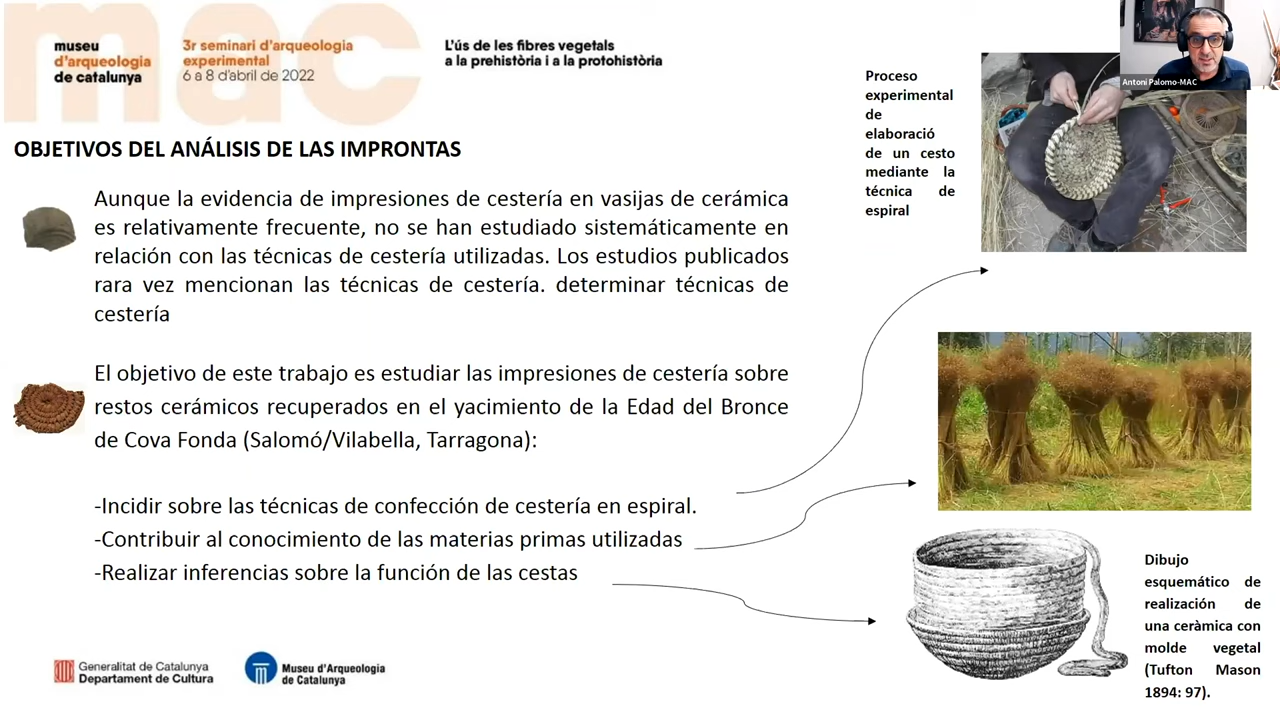 museu
d'arqueologia
de catalunya
3r seminari d'arqueologia
experimental
6 a 8 d'abril de 2022
L'ús de les fibres vegetals
a la prehistòria i a la protohistòria
mac
Antoni Palomo-MAC
OBJETIVOS DEL ANÁLISIS DE LAS IMPRONTAS
Aunque la evidencia de impresiones de cestería en vasijas de cerámica
es relativamente frecuente, no se han estudiado sistemáticamente en
relación con las técnicas de cestería utilizadas. Los estudios publicados
rara vez mencionan las técnicas de cestería. determinar técnicas de
cestería
El objetivo de este trabajo es estudiar las impresiones de cestería sobre
restos cerámicos recuperados en el yacimiento de la Edad del Bronce
de Cova Fonda (Salomó/Vilabella, Tarragona):
-Incidir sobre las técnicas de confección de cestería en espiral.
-Contribuir al conocimiento de las materias primas utilizadas
-Realizar inferencias sobre la función de las cestas
Proceso
experimental
de
elaboració
de un cesto
mediante la
técnica de
espiral
Dibujo
esquemático de
realización de
una ceràmica con
molde vegetal
(Tufton Mason
1894: 97).
Generalitat de Catalunya
Departament de Cultura
Museu d'Arqueologia
de Catalunya